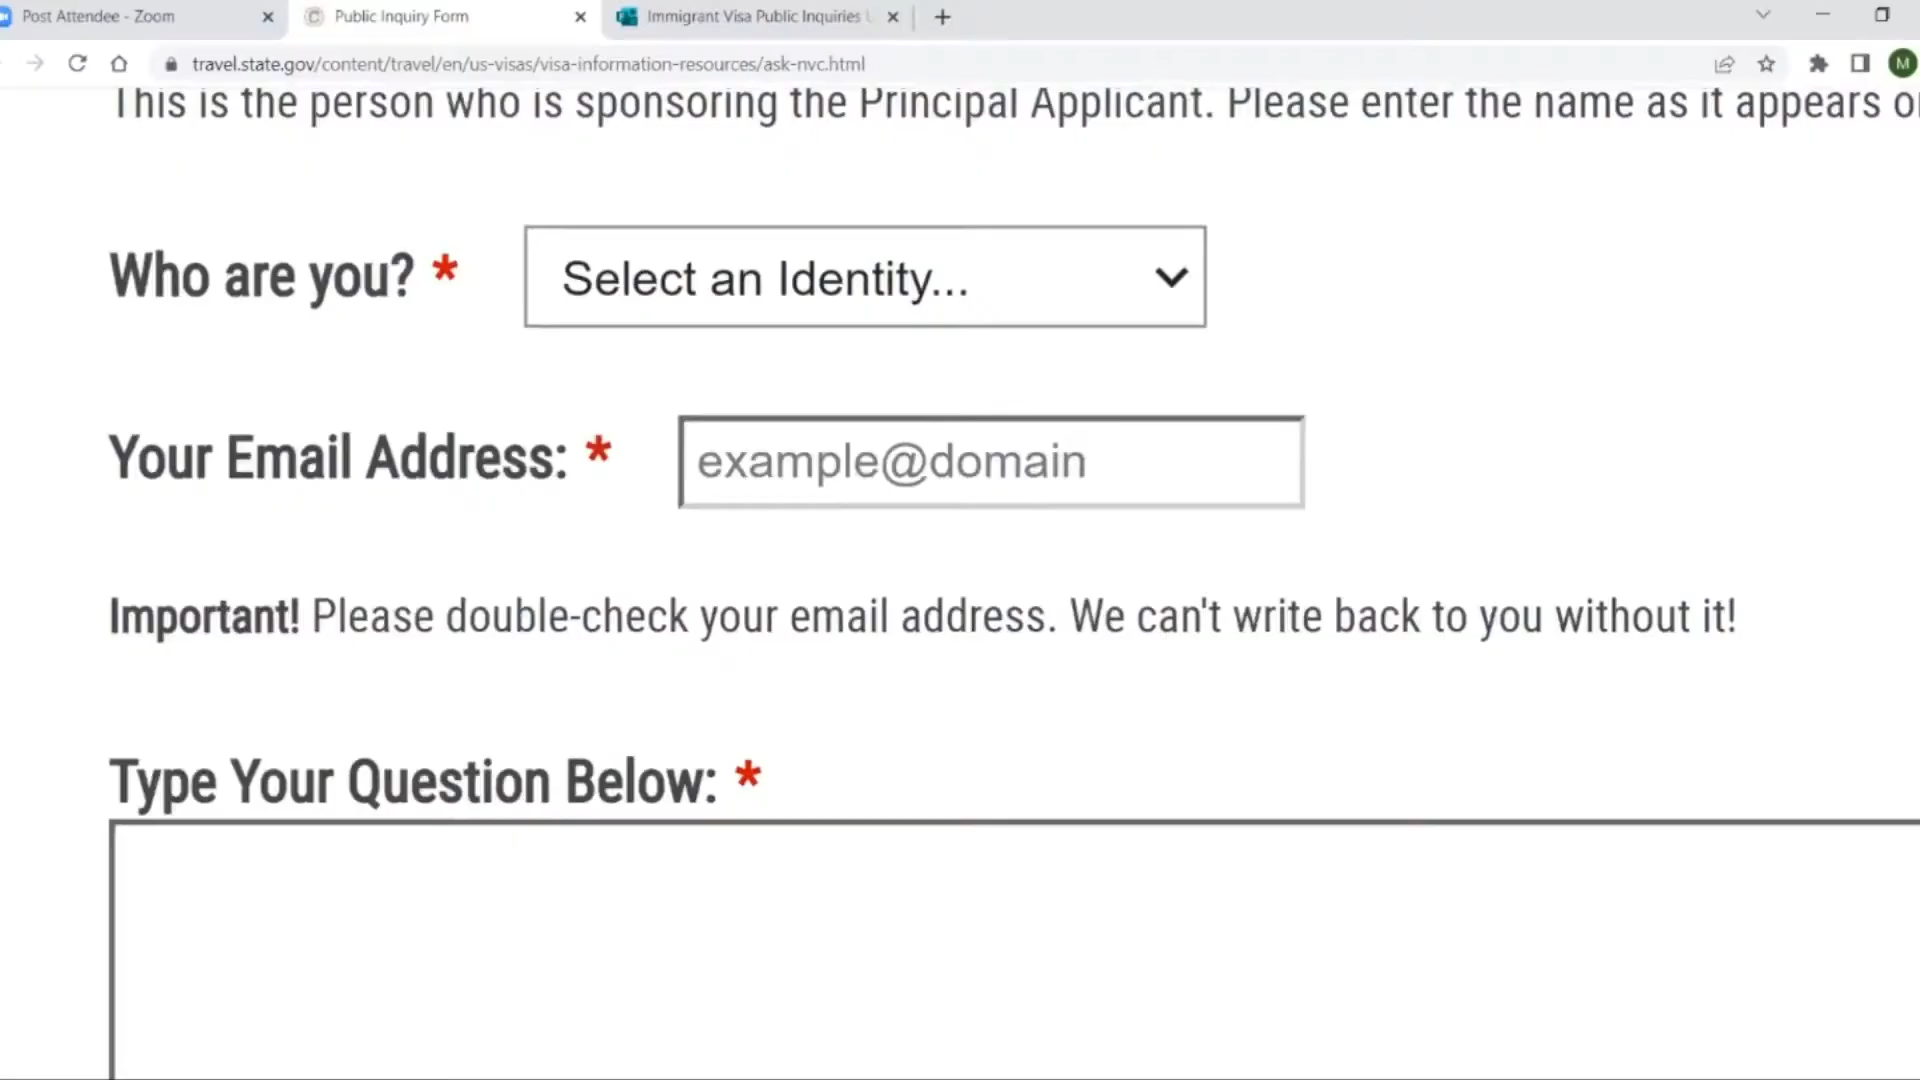 Post Attendee - Zoom
Public Inquiry Form
Immigrant Visa Public Inquiries
travel.state.gov/content/travel/en/us-visas/visa-information-resources/ask-nvc.html
M
This is the person who is sponsoring the Principal Applicant. Please enter the name as it appears
Who are you? *
Select an Identity...
Your Email Address: *
example@domain
Important! Please double-check your email address. We can't write back to you without it!
Type Your Question Below: *